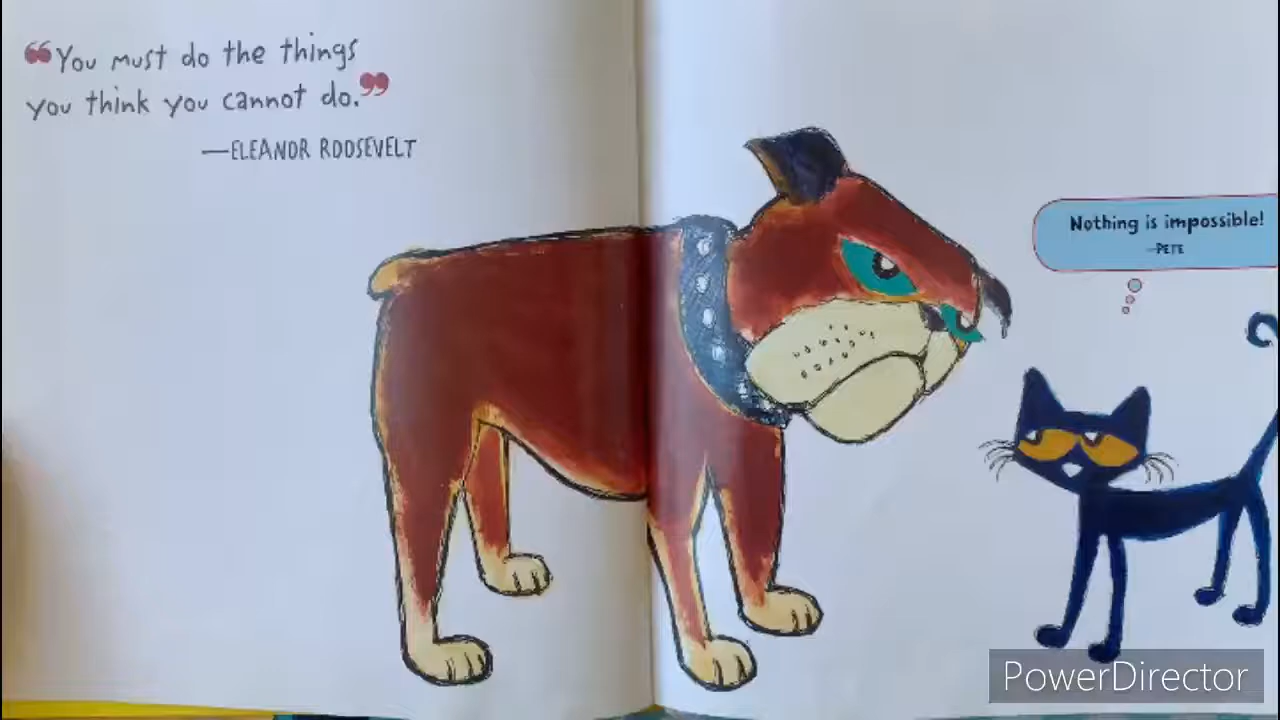 “You must do the things
you think you cannot do.”
—ELEANOR ROOSEVELT
Nothing is impossible!
—PETE
PowerDirector